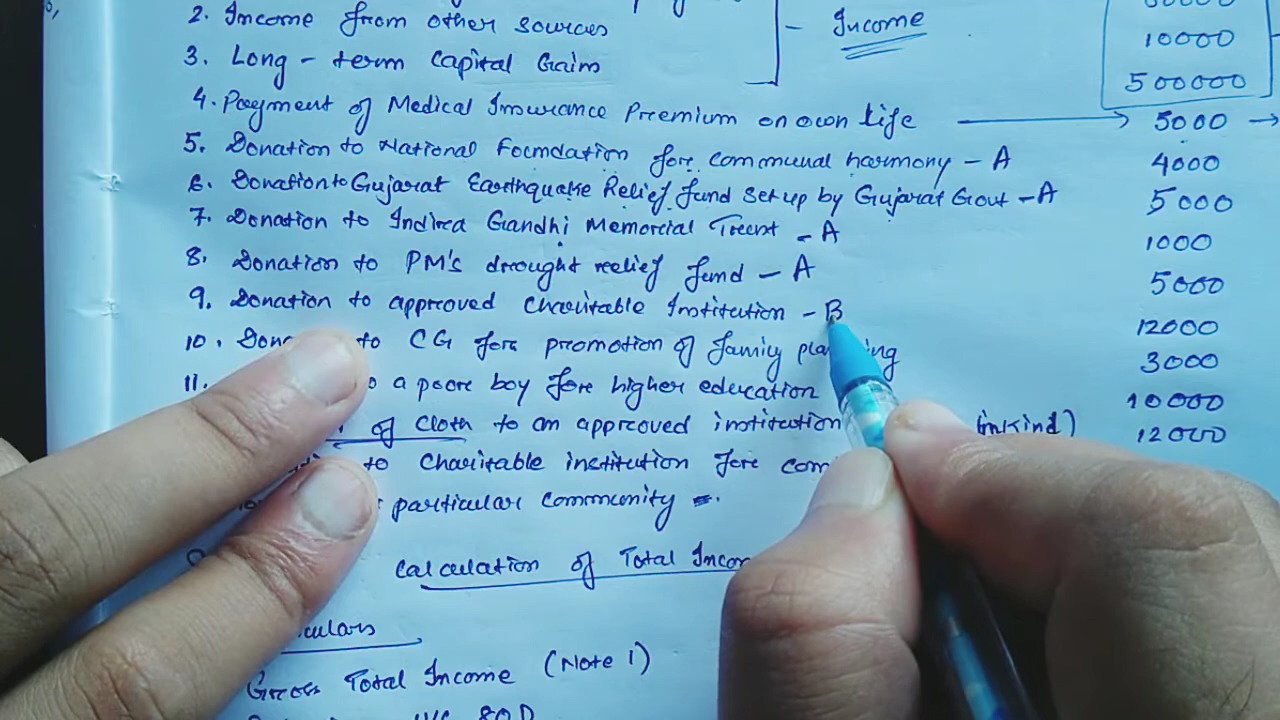 2. Income from other sources - Income
10000
3. Long - term Capital Gain
500000
4. Payment of Medical Insurance Premium on own life 5000
5. Donation to National Foundation for communal harmony - A 4000
6. Donation to Gujarat Earthquake Relief fund set up by Gujarat Govt - A 5000
7. Donation to Indira Gandhi Memorial Trust - A 1000
8. Donation to PM's drought relief fund - A 5000
9. Donation to approved charitable Institution - B 12000
10. to CG for promotion of family planning 3000
11. a poor boy for higher education 10000
of cloth to an approved institution (in kind) 12000
to charitable institution for
particular community
Calculation of Total
Gross Total Income (Note 1)
80D